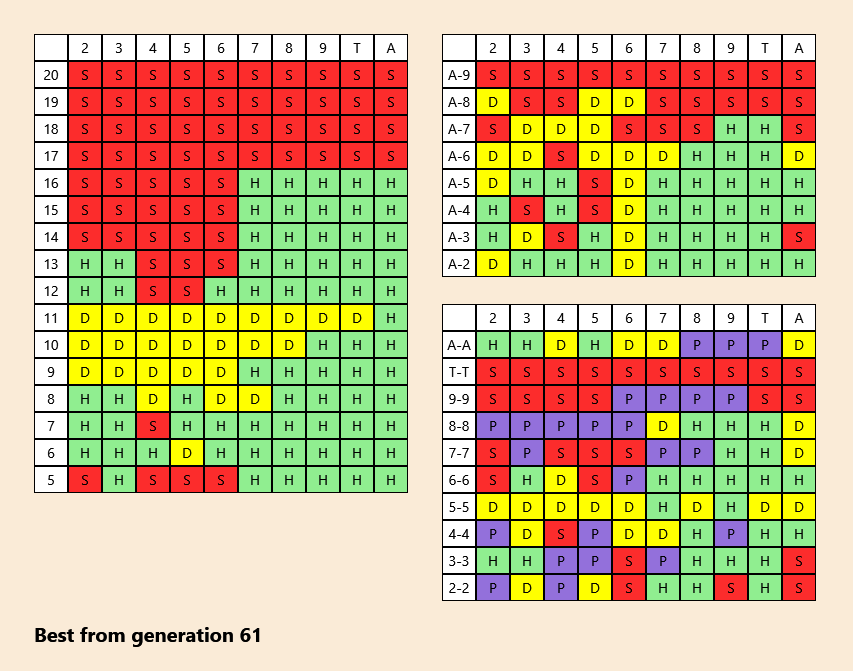 2 3 4 5 6 7 8 9 T A
20 S S S S S S S S S S
19 S S S S S S S S S S
18 S S S S S S S S S S
17 S S S S S S S S S S
16 S S S S S H H H H H
15 S S S S S H H H H H
14 S S S S S H H H H H
13 H H S S S H H H H H
12 H H S S H H H H H H
11 D D D D D D D D D H
10 D D D D D D D H H H
9 D D D D D H H H H H
8 H H D H D D H H H H
7 H H S H H H H H H H
6 H H H D H H H H H H
5 S H S S S H H H H H
2 3 4 5 6 7 8 9 T A
A-9 S S S S S S S S S S
A-8 D S S D D S S S S S
A-7 S D D D S S S H H S
A-6 D D S D D D H H H D
A-5 D H H S D H H H H H
A-4 H S H S D H H H H H
A-3 H D S H D H H H H S
A-2 D H H H D H H H H H
2 3 4 5 6 7 8 9 T A
A-A H H D H D D P P P D
T-T S S S S S S S S S S
9-9 S S S S P P P P S S
8-8 P P P P P D H H H D
7-7 S P S S S P P H H D
6-6 S H D S P H H H H H
5-5 D D D D D H D H D D
4-4 P D S P D D H P H H
3-3 H H P P S P H H H S
2-2 P D P D S H H S H S
Best from generation 61